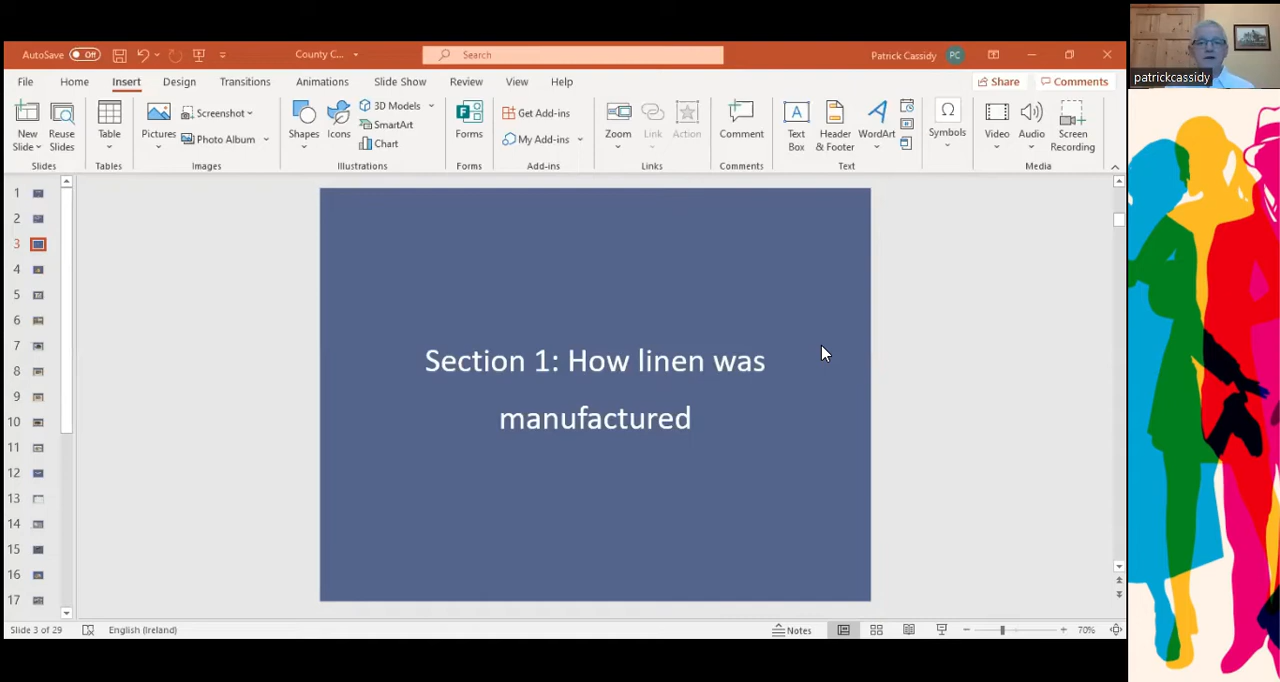 AutoSave Off County C... Search Patrick Cassidy PC
patrickcassidy
File Home Insert Design Transitions Animations Slide Show Review View Help Share Comments
New Slide Reuse Slides Table Pictures Screenshot Photo Album Shapes Icons 3D Models SmartArt Chart Forms Get Add-ins My Add-ins Zoom Link Action Comment Text Box Header & Footer WordArt Symbols Video Audio Screen Recording
Slides Tables Images Illustrations Forms Add-ins Links Comments Text Media
1
2
3
4
5
6
7
8
9
10
11
12
13
14
15
16
17
Section 1: How linen was
manufactured
Slide 3 of 29 English (Ireland) Notes 70%